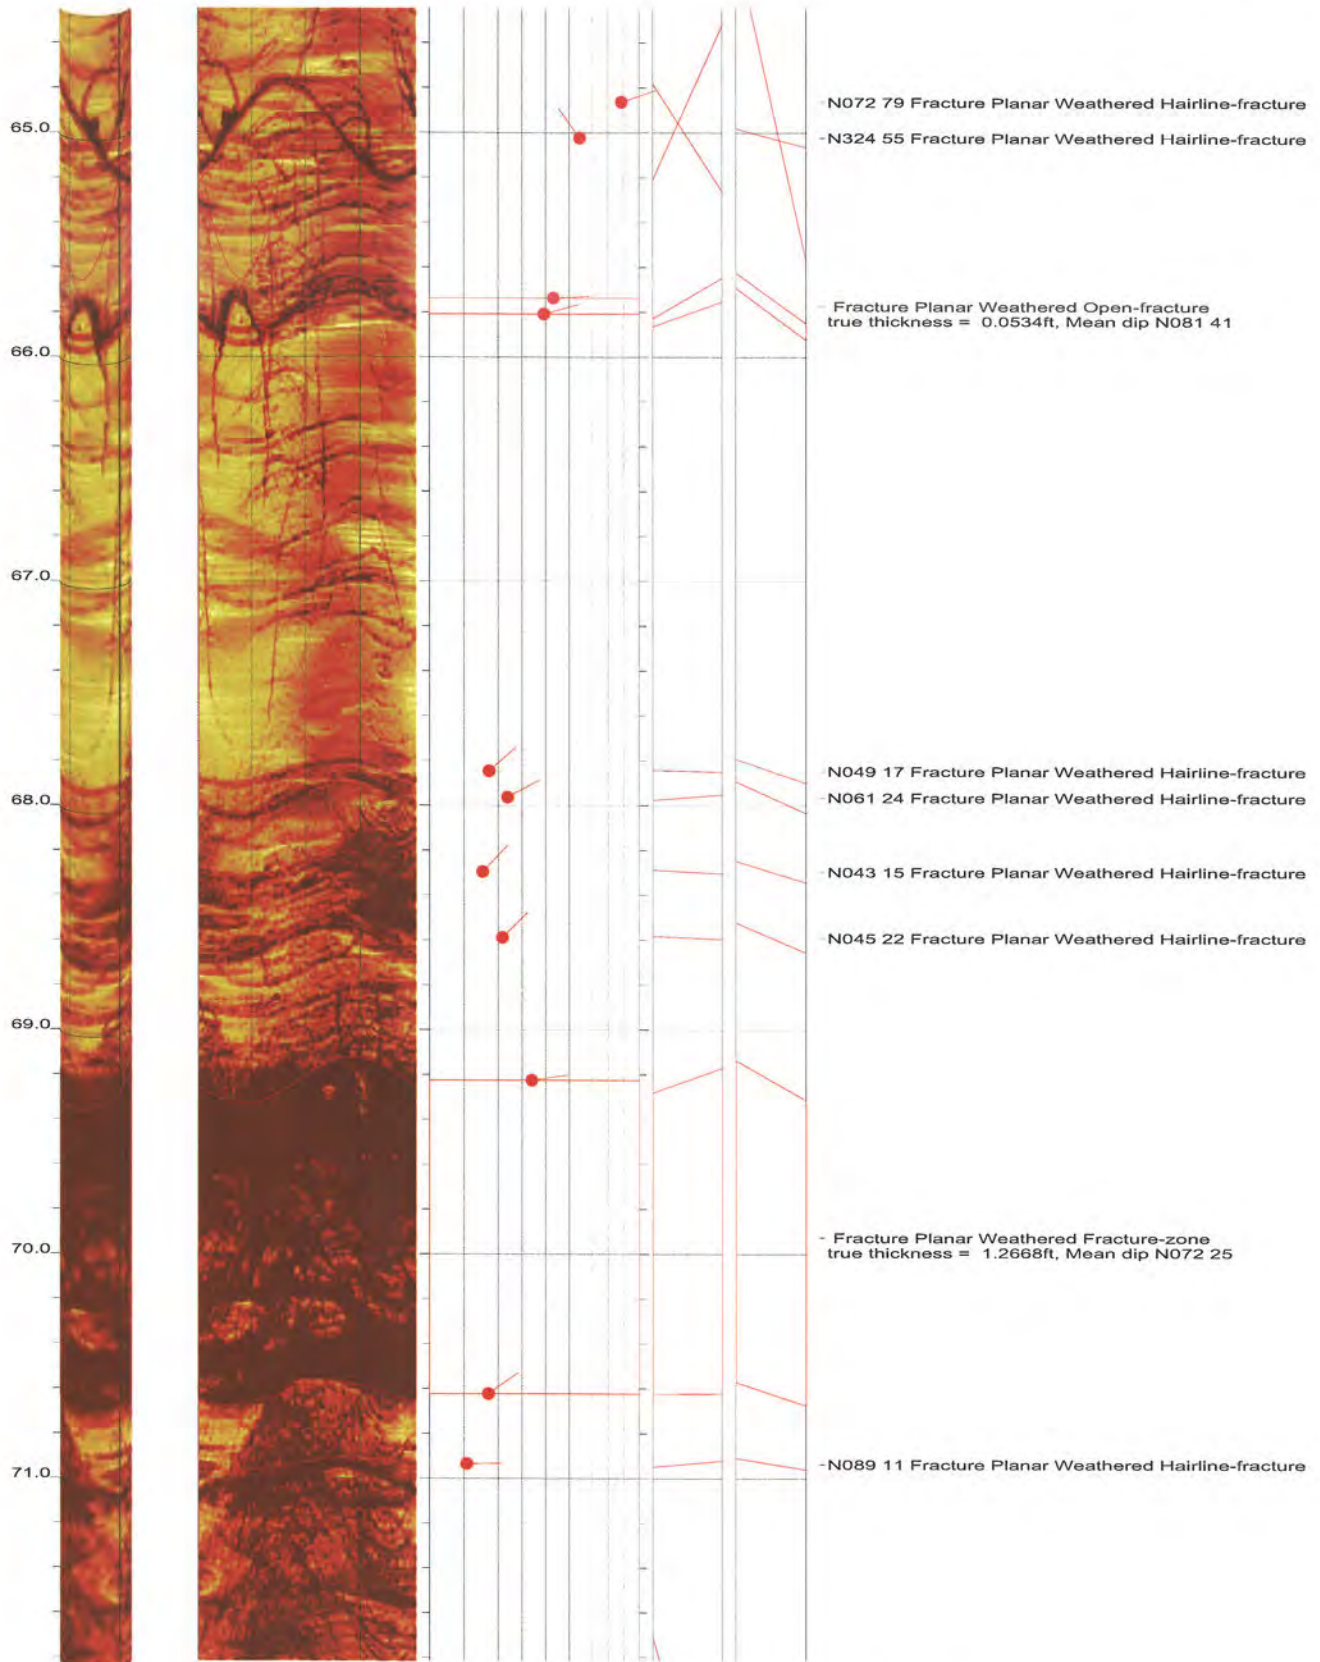 -N072 79 Fracture Planar Weathered Hairline-fracture
65.0
-N324 55 Fracture Planar Weathered Hairline-fracture
- Fracture Planar Weathered Open-fracture
true thickness = 0.0534ft, Mean dip N081 41
66.0
67.0
-N049 17 Fracture Planar Weathered Hairline-fracture
68.0
-N061 24 Fracture Planar Weathered Hairline-fracture
-N043 15 Fracture Planar Weathered Hairline-fracture
-N045 22 Fracture Planar Weathered Hairline-fracture
69.0
- Fracture Planar Weathered Fracture-zone
70.0
true thickness = 1.2668ft, Mean dip N072 25
-N089 11 Fracture Planar Weathered Hairline-fracture
71.0